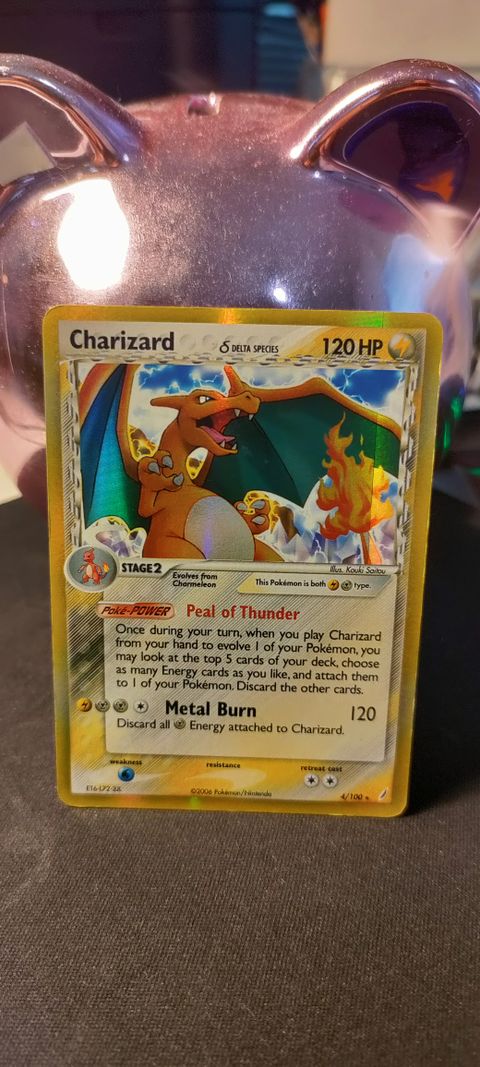 Charizard δ DELTA SPECIES 120 HP
Illus. Kouki Saitou
STAGE2
Evolves from
Charmeleon
This Pokémon is both type.
Poké-POWER Peal of Thunder
Once during your turn, when you play Charizard
from your hand to evolve 1 of your Pokémon, you
may look at the top 5 cards of your deck, choose
as many Energy cards as you like, and attach them
to 1 of your Pokémon. Discard the other cards.
Metal Burn 120
Discard all Energy attached to Charizard.
weakness resistance retreat cost
©2006 Pokémon/Nintendo
4/100